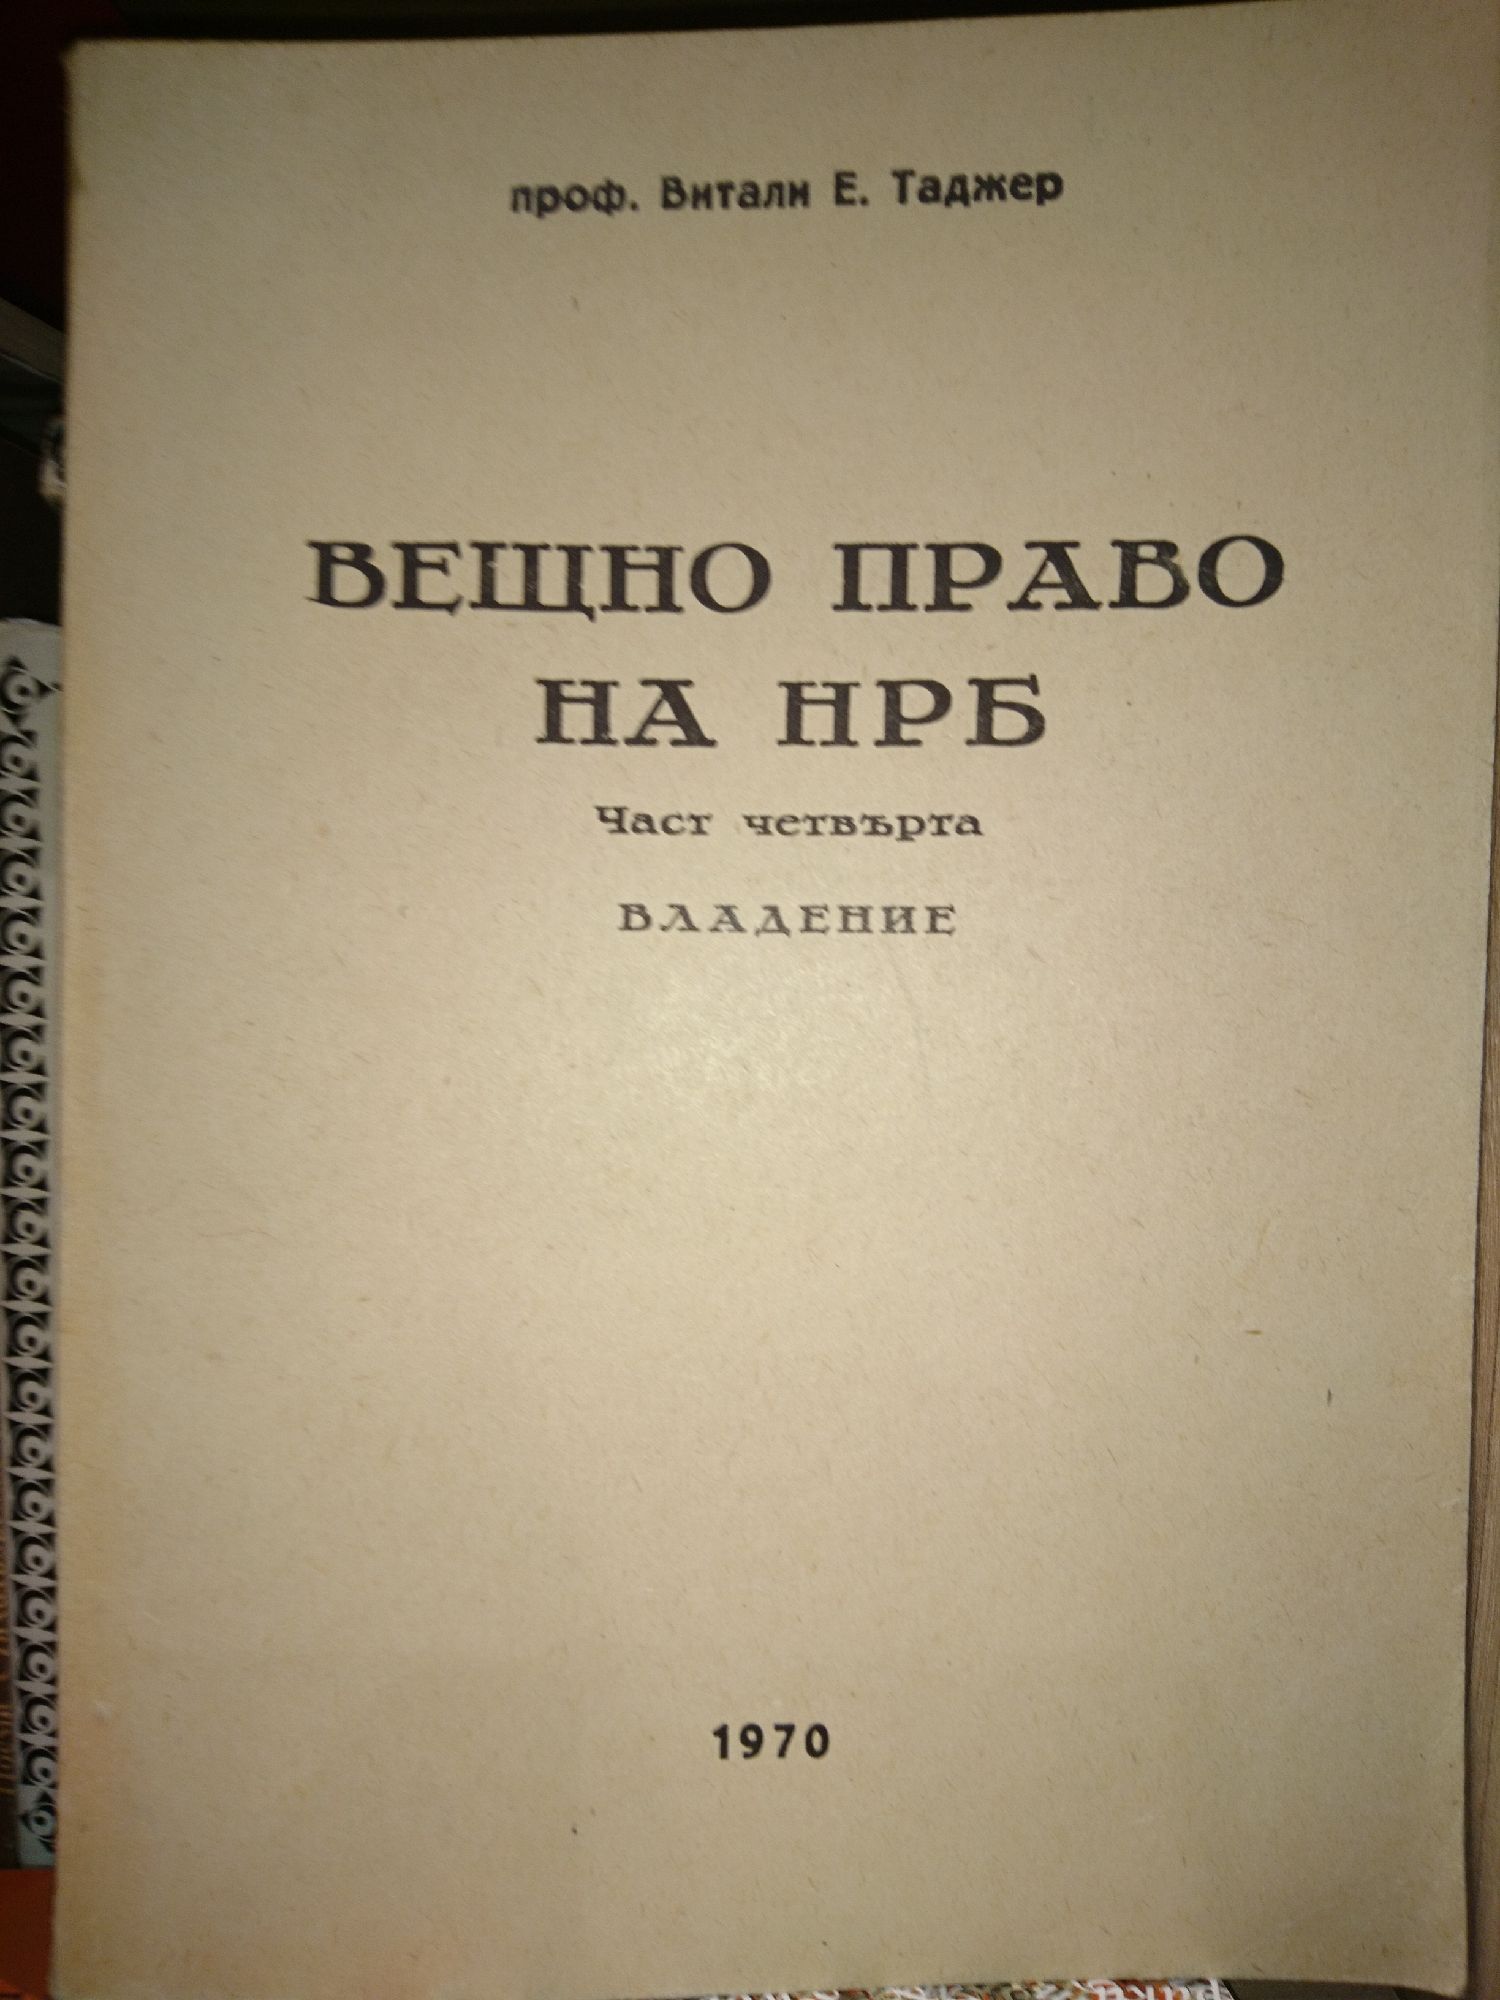 проф. Витали Е. Таджер
ВЕЩНО ПРАВО
НА НРБ
Част четвърта
ВЛАДЕНИЕ
1970